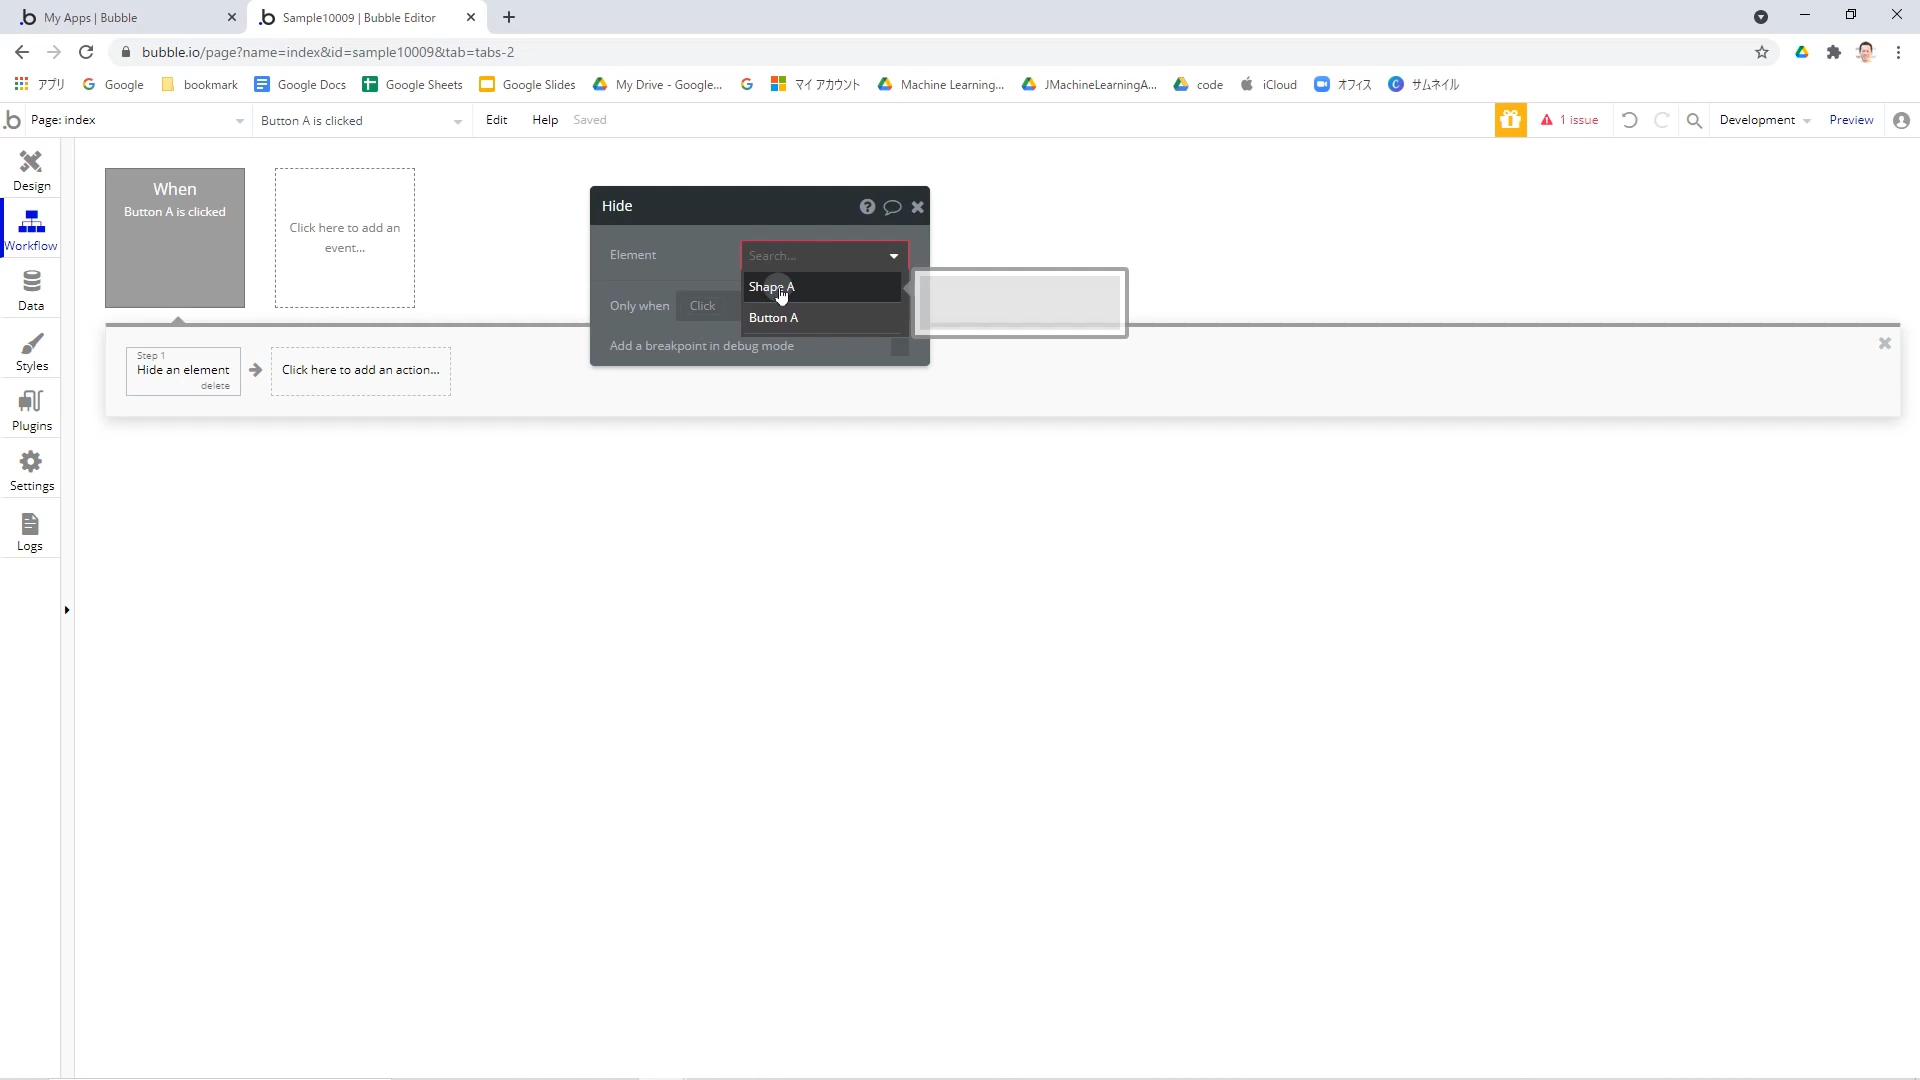 My Apps | Bubble
Sample10009 | Bubble Editor
bubble.io/page?name=index&id=sample10009&tab=tabs-2
アプリ
Google
bookmark
Google Docs
Google Sheets
Google Slides
My Drive - Google...
マイ アカウント
Machine Learning...
JMachineLearningA...
code
iCloud
オフィス
サムネイル
Page: index
Button A is clicked
Edit
Help
Saved
1 issue
Development
Preview
Design
Workflow
Data
Styles
Plugins
Settings
Logs
When
Button A is clicked
Click here to add an
event...
Hide
Element
Search...
Shape A
Button A
Only when
Click
Add a breakpoint in debug mode
Step 1
Hide an element
delete
Click here to add an action...